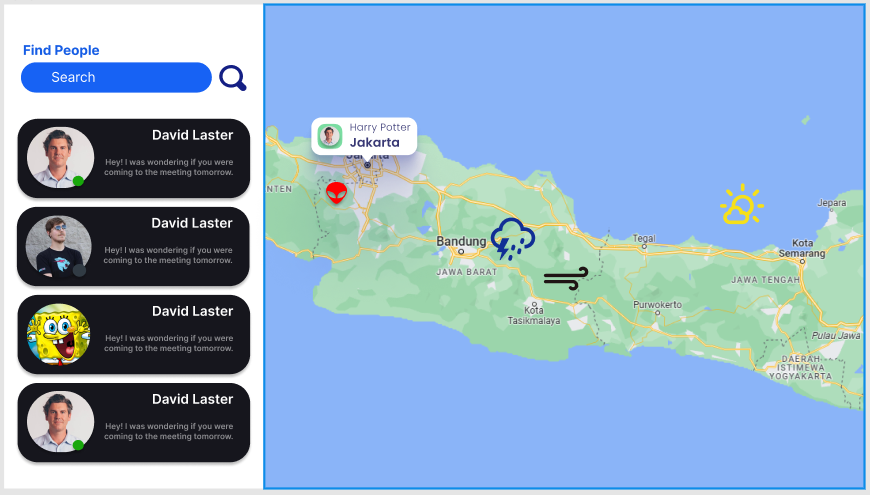 Find People
Search
David Laster
Hey! I was wondering if you were
coming to the meeting tomorrow.
David Laster
Hey! I was wondering if you were
coming to the meeting tomorrow.
David Laster
Hey! I was wondering if you were
coming to the meeting tomorrow.
David Laster
Hey! I was wondering if you were
coming to the meeting tomorrow.
Harry Potter
Jakarta
Jakarta
NTEN
Bandung
JAWA BARAT
Kota
Tasikmalaya
Tegal
Purwokerto
Jepara
Kota
Semarang
JAWA TENGAH
Pulau Jawa
DAERAH
ISTIMEWA
YOGYAKARTA